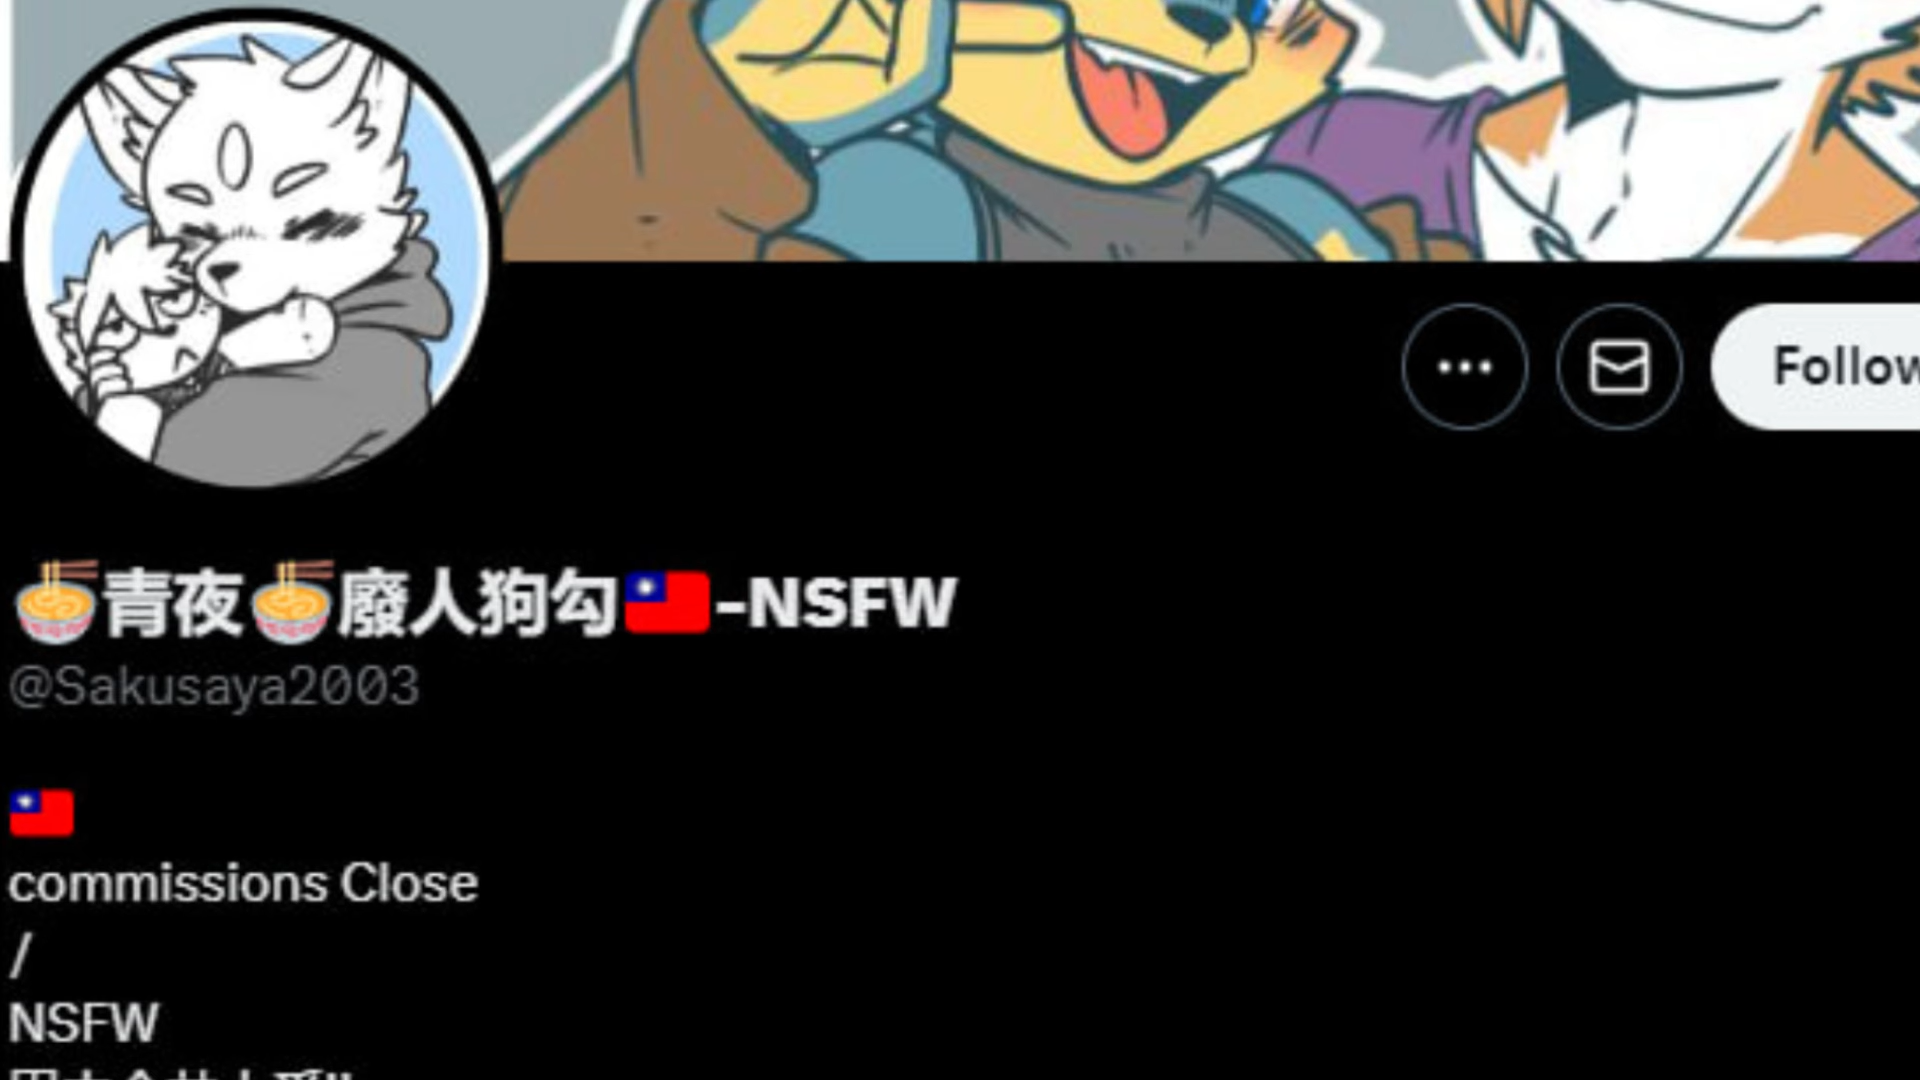 Follow
🍜青夜🍜廢人狗勾🇹🇼-NSFW
@Sakusaya2003
🇹🇼
commissions Close
/
NSFW